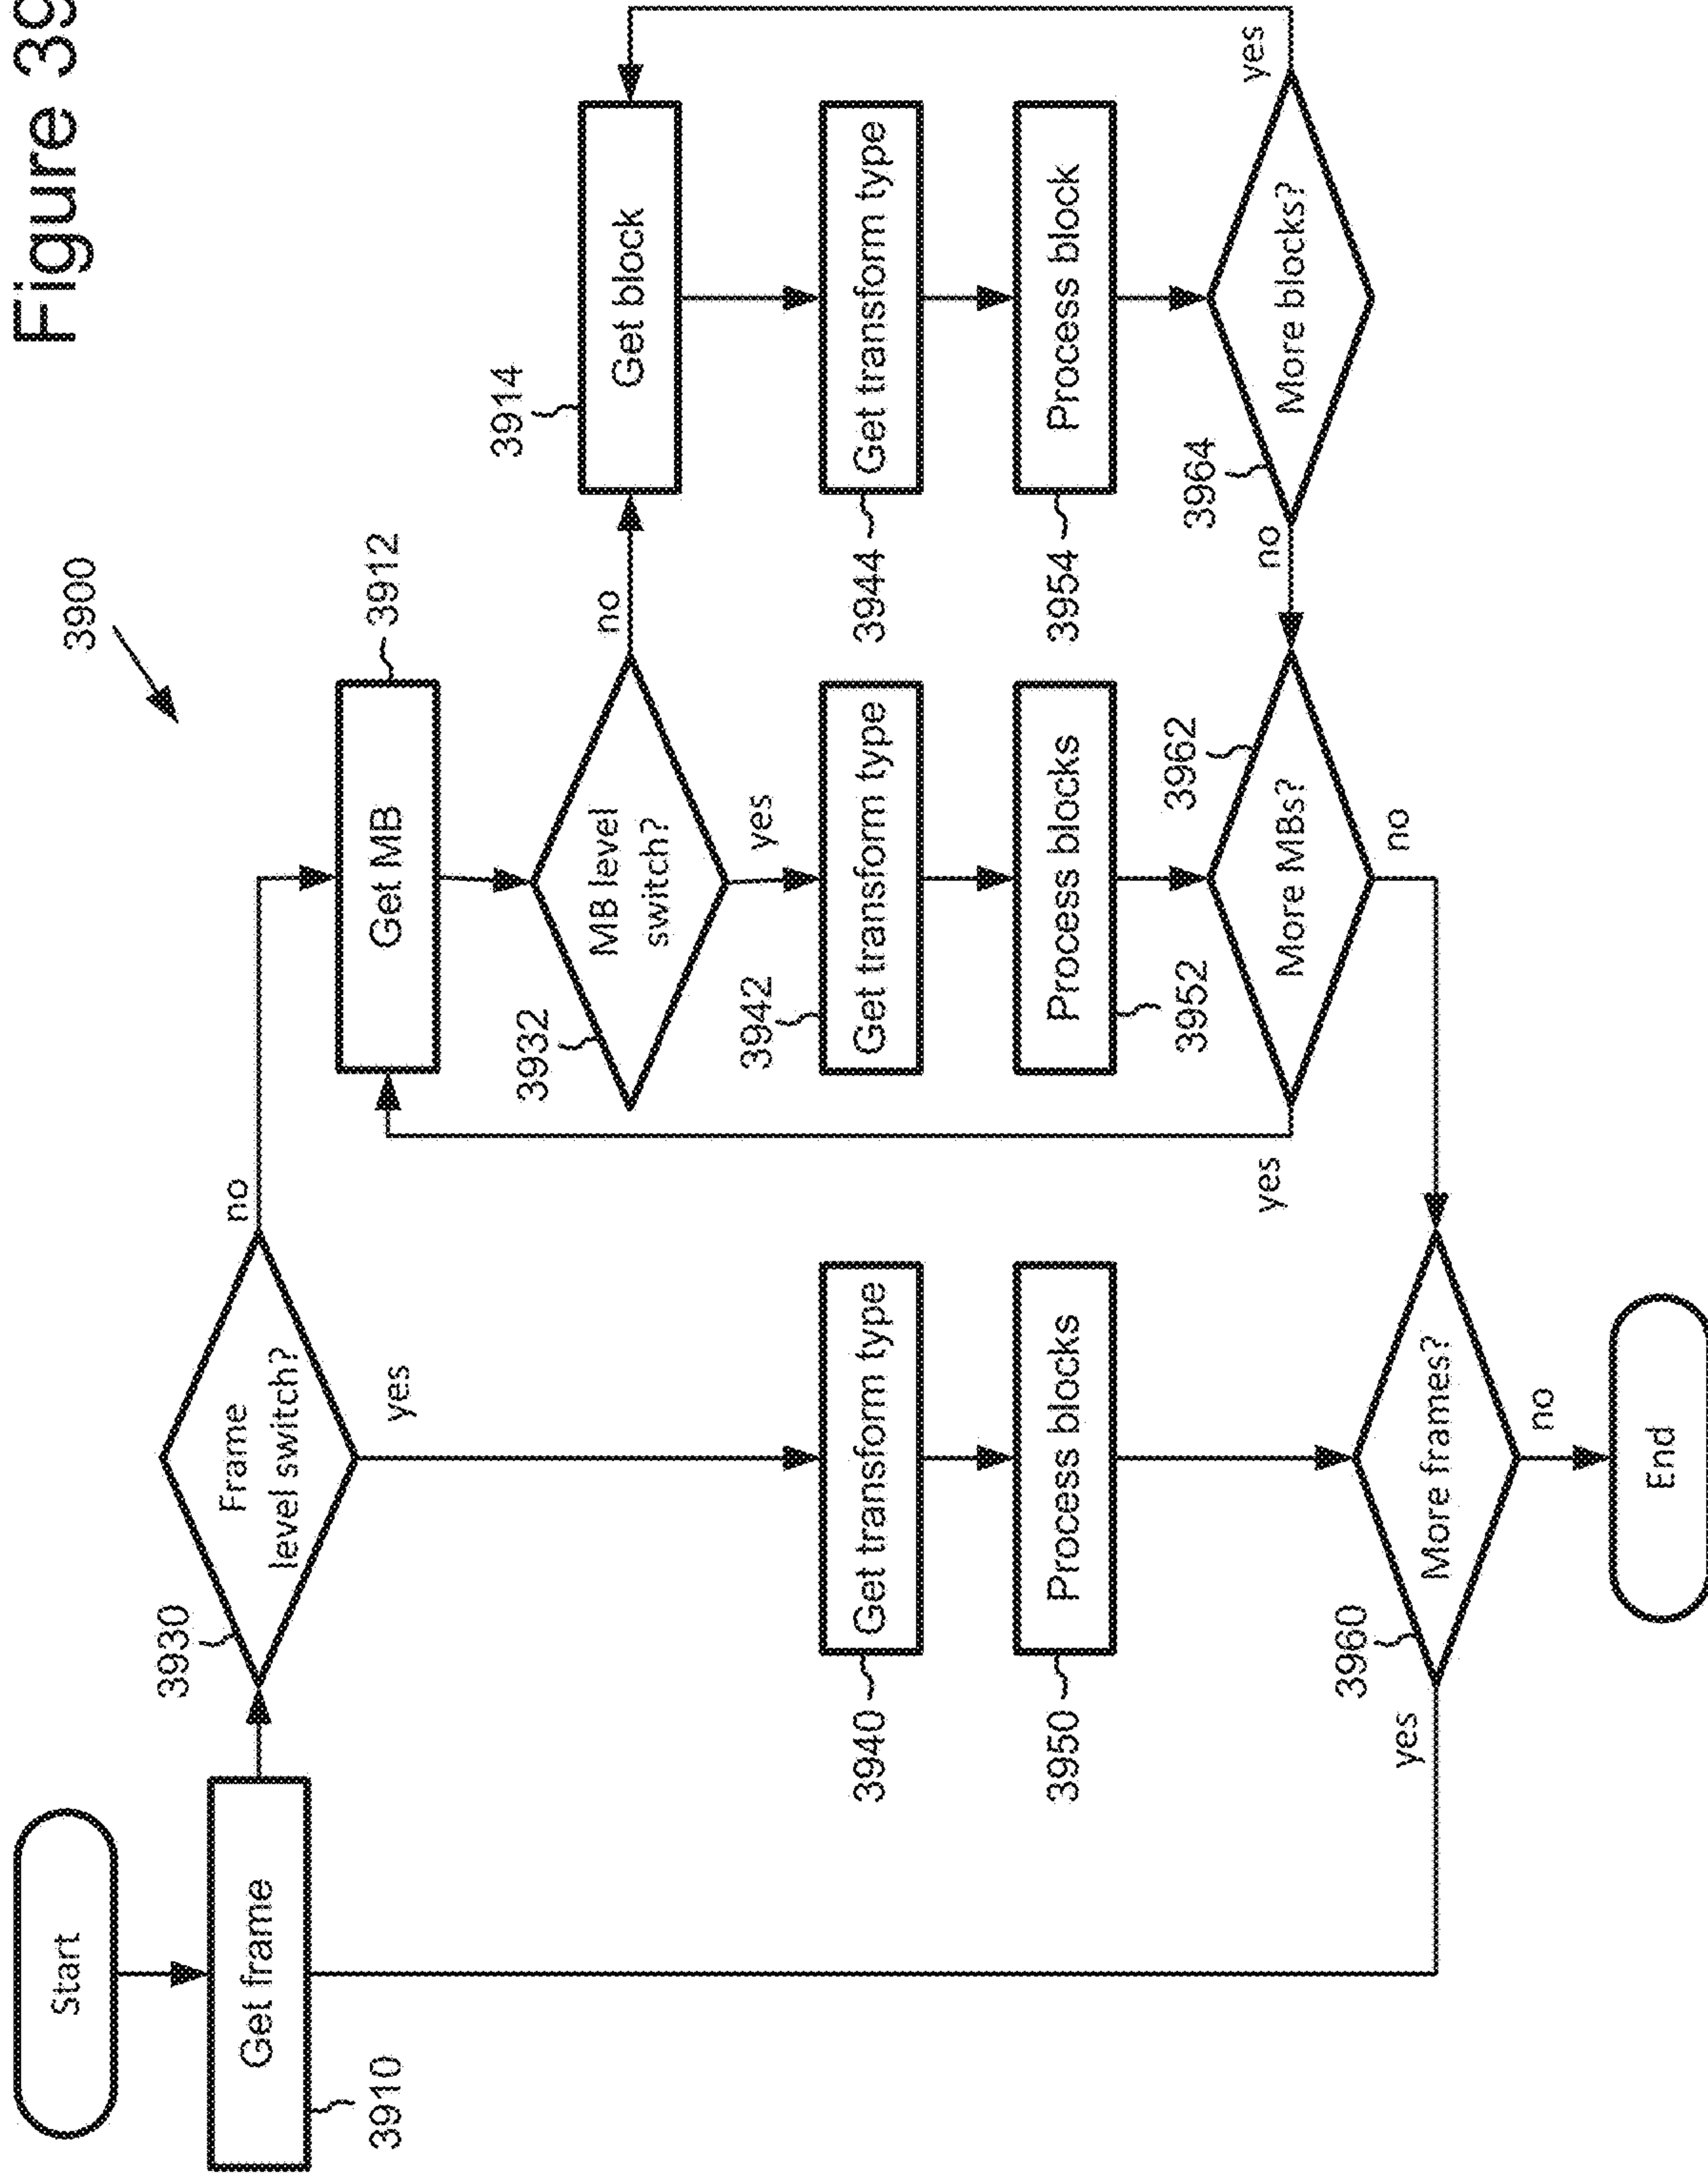 Figure 39
3900
Start
Get frame
3910
3930
Frame
level switch?
no
yes
Get MB
3912
3932
MB level
switch?
no
yes
3914
Get block
3940
Get transform type
3942
Get transform type
3944
Get transform type
3950
Process blocks
Process blocks
3952
3954
Process block
3960
More frames?
yes
no
3962
More MBs?
yes
no
3964
More blocks?
no
yes
End